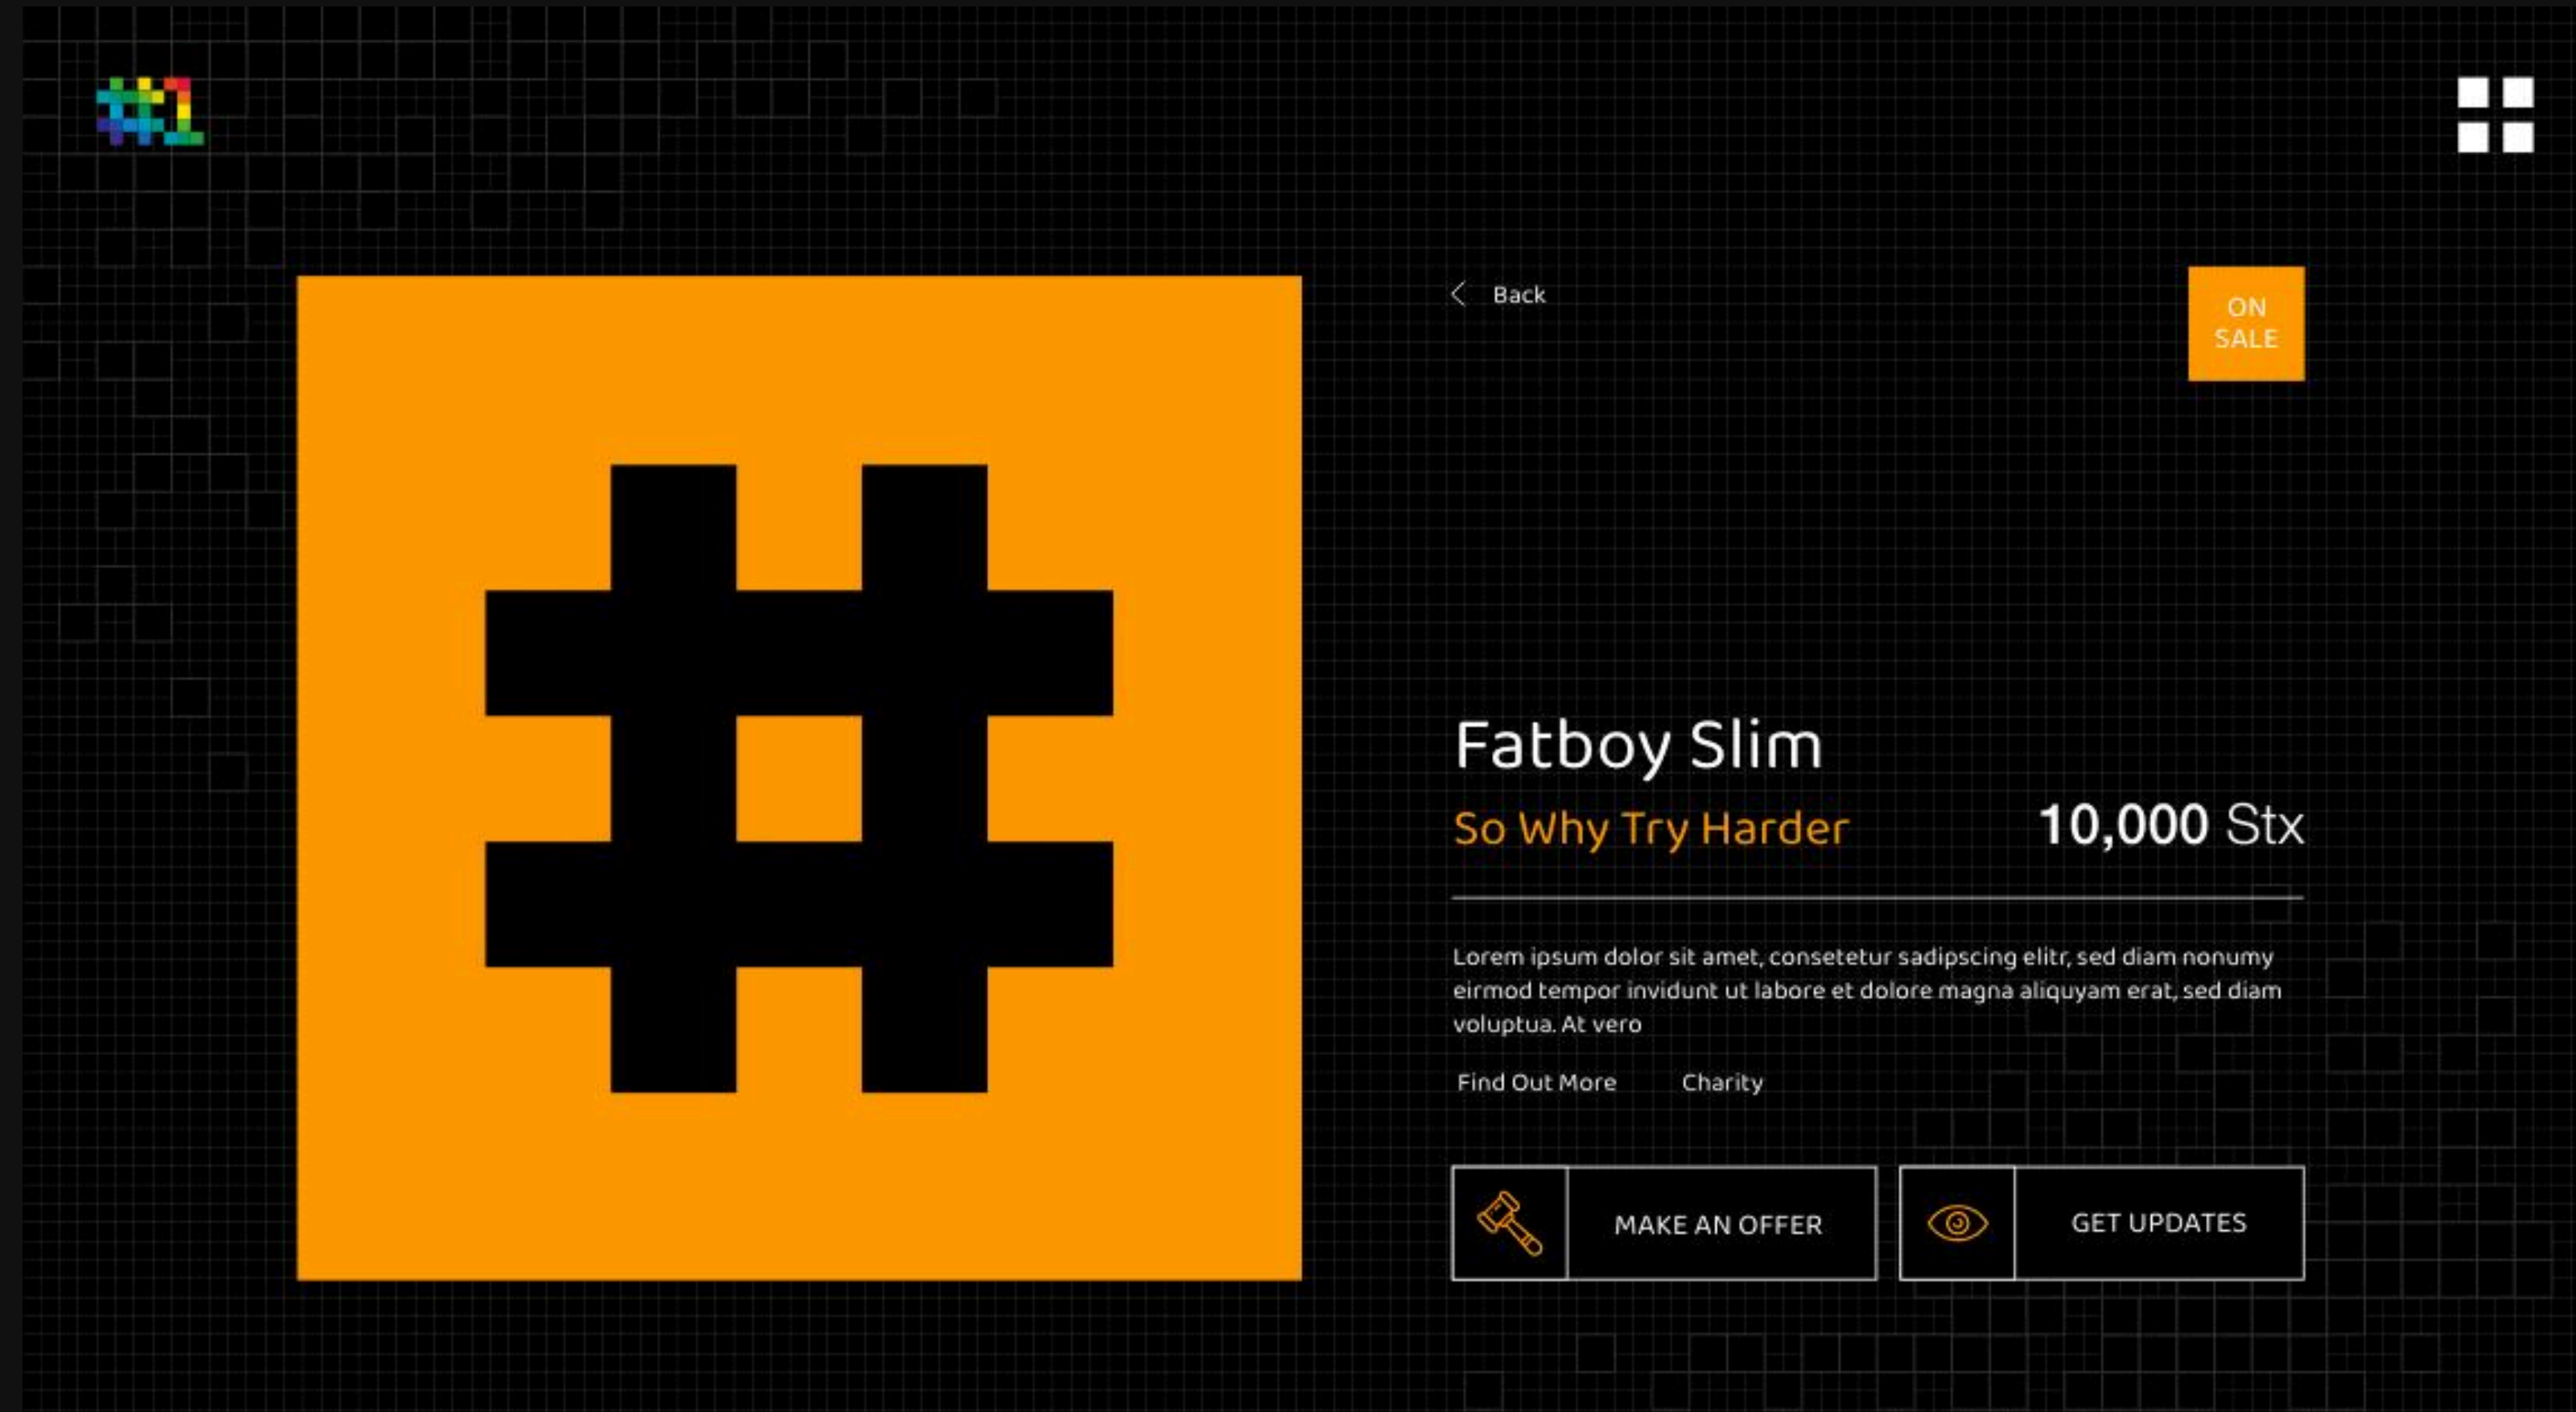 #1
Back
ON
SALE
#
Fatboy Slim
So Why Try Harder
10,000 Stx
Lorem ipsum dolor sit amet, consetetur sadipscing elitr, sed diam nonumy
eirmod tempor invidunt ut labore et dolore magna aliquyam erat, sed diam
voluptua. At vero
Find Out More
Charity
MAKE AN OFFER
GET UPDATES